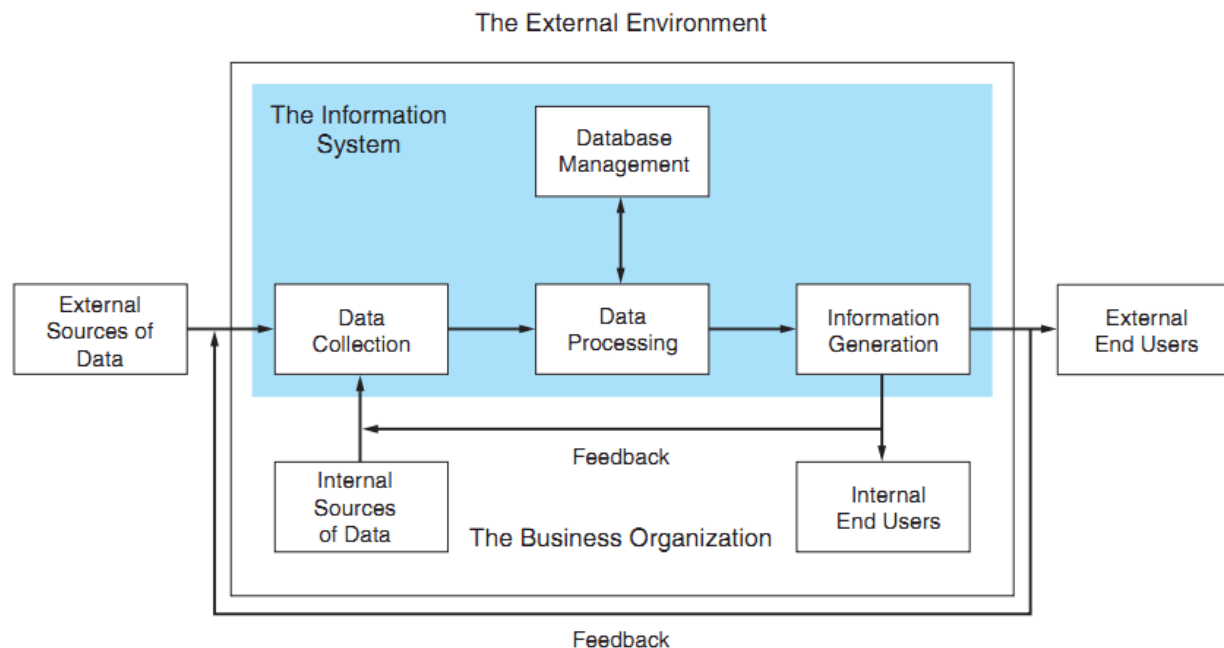 The External Environment
The Information
System
Database
Management
External
Sources of
Data
Data
Collection
Data
Processing
Information
Generation
External
End Users
Feedback
Internal
Sources
of Data
The Business Organization
Internal
End Users
Feedback